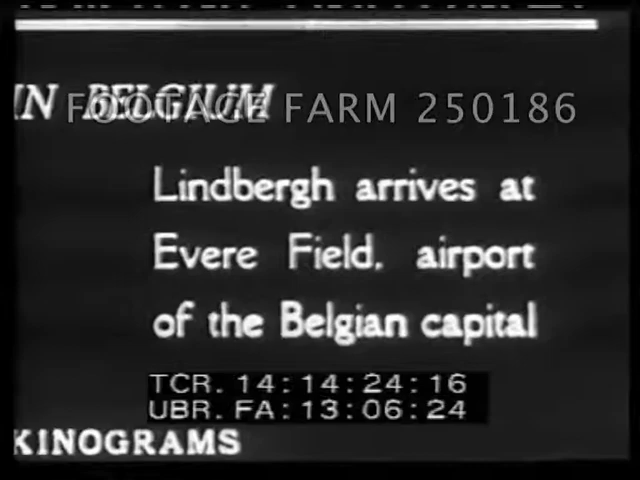 IN BELGIUM
FOOTAGE FARM 250186
Lindbergh arrives at
Evere Field, airport
of the Belgian capital
TCR. 14:14:24:16
UBR. FA:13:06:24
KINOGRAMS